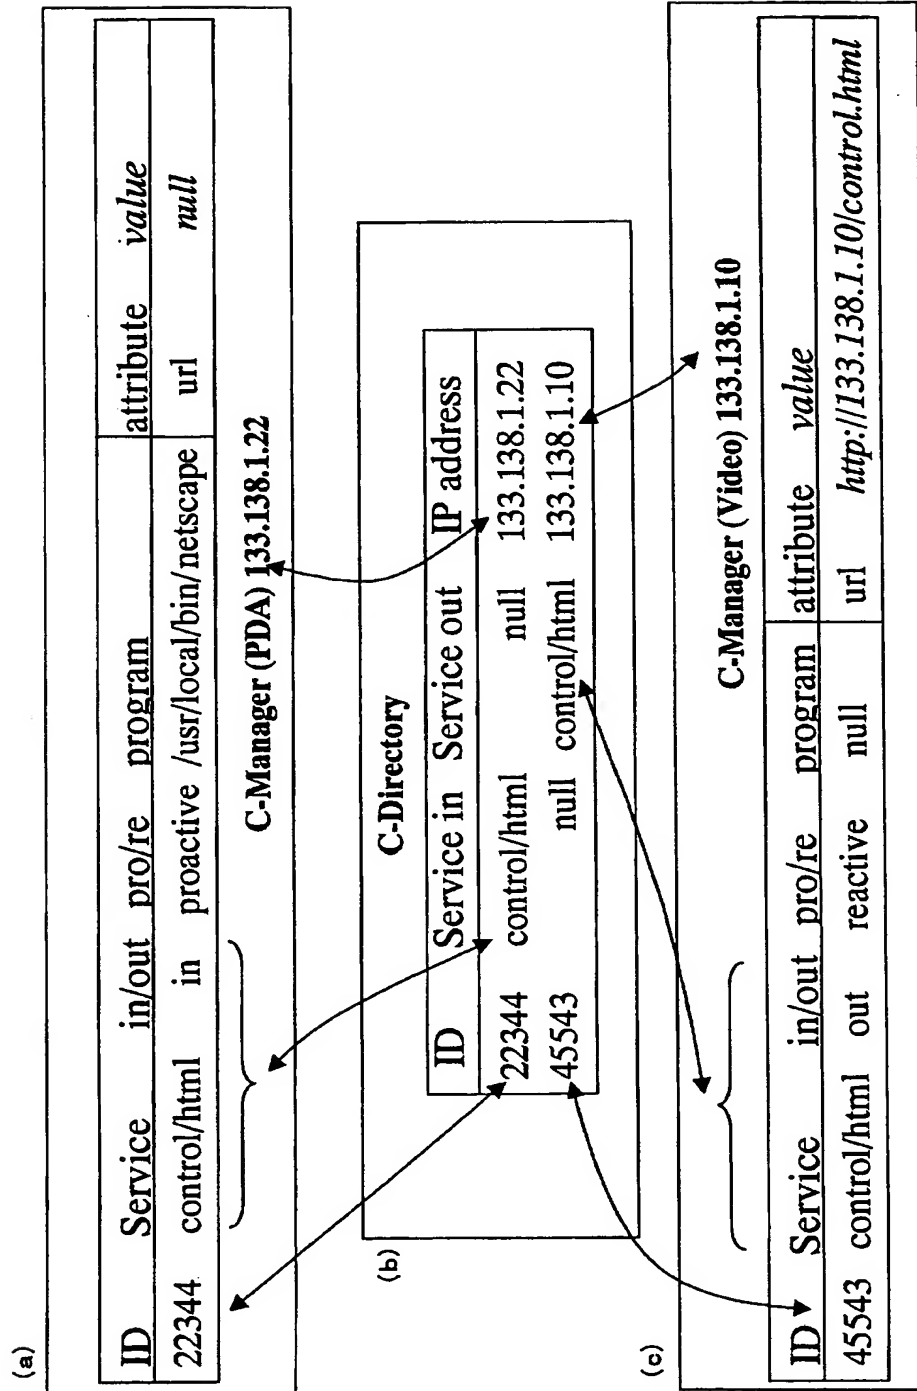 (a)
ID Service in/out pro/re program attribute value
22344 control/html in proactive /usr/local/bin/netscape url null
C-Manager (PDA) 133.138.1.22
(b)
C-Directory
ID Service in Service out IP address
22344 control/html null 133.138.1.22
45543 null control/html 133.138.1.10
(c)
C-Manager (Video) 133.138.1.10
ID Service in/out pro/re program attribute value
45543 control/html out reactive null url http://133.138.1.10/control.html